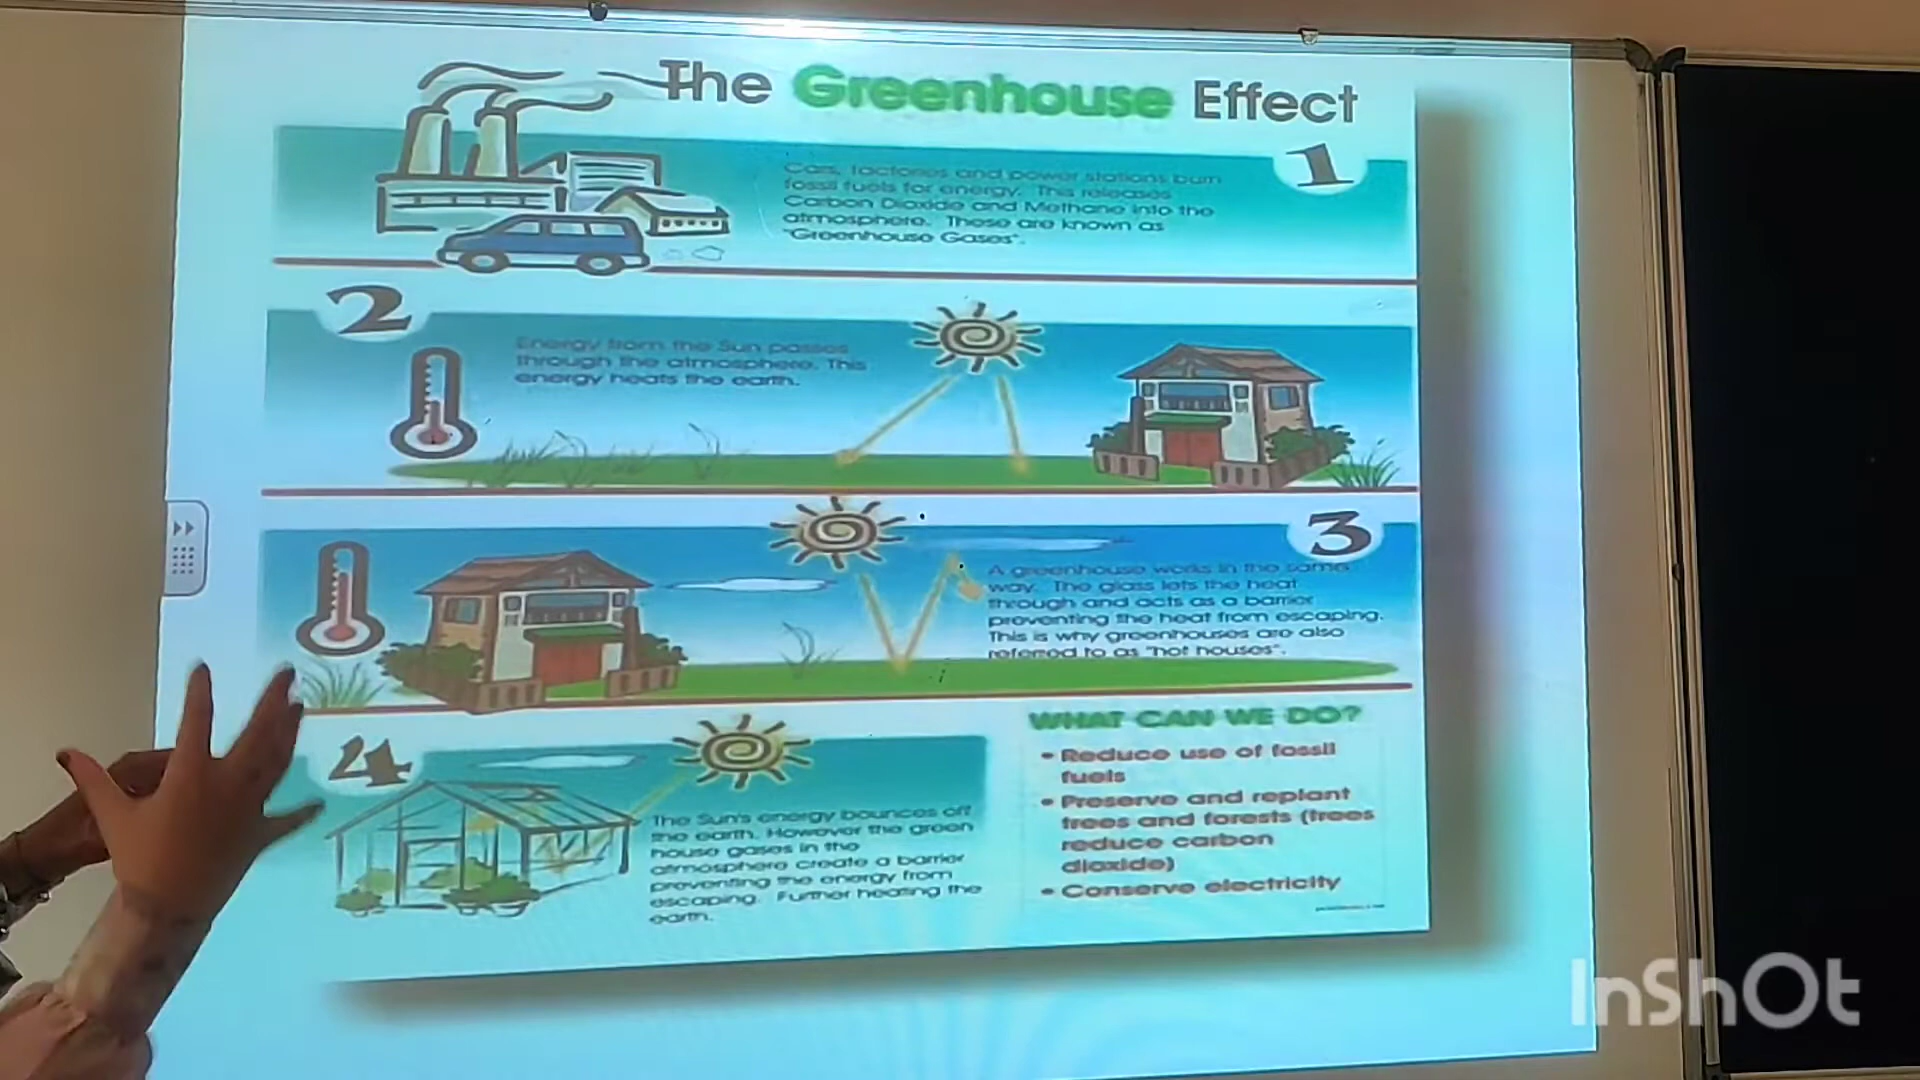 The Greenhouse Effect
1
Cars, factories and power stations burn
fossil fuels for energy. This releases
Carbon Dioxide and Methane into the
atmosphere. These are known as
"Greenhouse Gases".
2
Energy from the Sun passes
through the atmosphere. This
energy heats the earth.
3
A greenhouse works in the same
way. The glass lets the heat
through and acts as a barrier
preventing the heat from escaping.
This is why greenhouses are also
referred to as "hot houses".
4
The Sun's energy bounces off
the earth. However the green
house gases in the
atmosphere create a barrier
preventing the energy from
escaping. Further heating the
earth.
WHAT CAN WE DO?
• Reduce use of fossil
fuels
• Preserve and replant
trees and forests (trees
reduce carbon
dioxide)
• Conserve electricity
InShOt